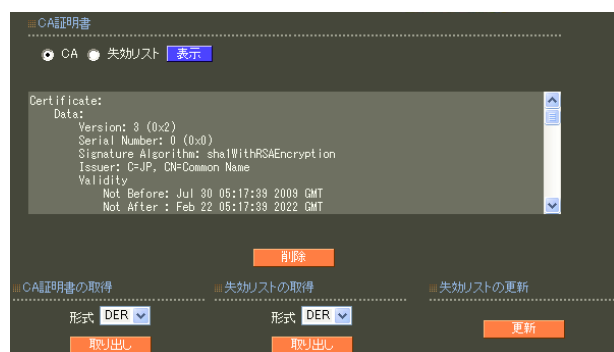 CA証明書
CA 失効リスト 表示
Certificate:
Data:
Version: 3 (0x2)
Serial Number: 0 (0x0)
Signature Algorithm: sha1WithRSAEncryption
Issuer: C=JP, CN=Common Name
Validity
Not Before: Jul 30 05:17:39 2009 GMT
Not After : Feb 22 05:17:39 2022 GMT
削除
CA証明書の取得 失効リストの取得 失効リストの更新
形式 DER 形式 DER
更新
取り出し 取り出し